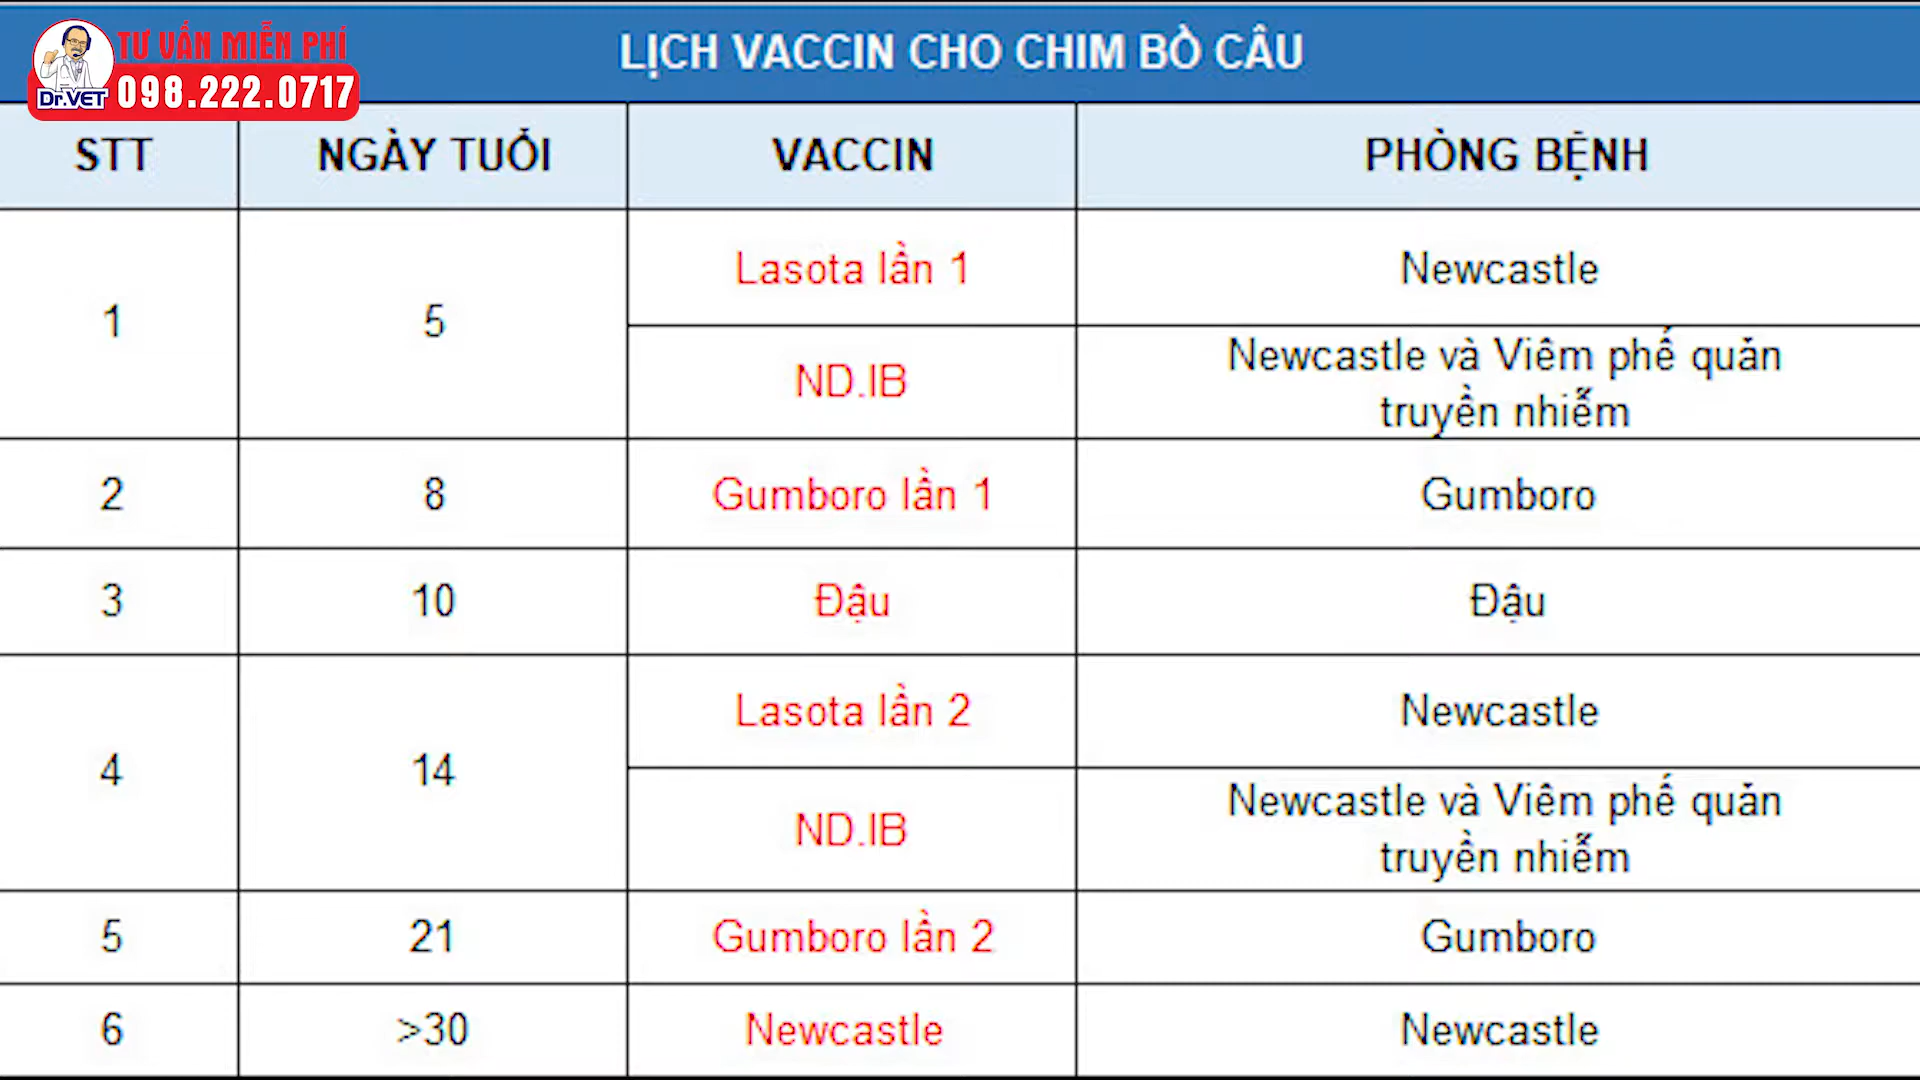 TƯ VẤN MIỄN PHÍ
Dr.VET
098.222.0717
LỊCH VACCIN CHO CHIM BỒ CÂU
STT NGÀY TUỔI VACCIN PHÒNG BỆNH
1 5 Lasota lần 1 Newcastle
ND.IB Newcastle và Viêm phế quản
truyền nhiễm
2 8 Gumboro lần 1 Gumboro
3 10 Đậu Đậu
4 14 Lasota lần 2 Newcastle
ND.IB Newcastle và Viêm phế quản
truyền nhiễm
5 21 Gumboro lần 2 Gumboro
6 >30 Newcastle Newcastle